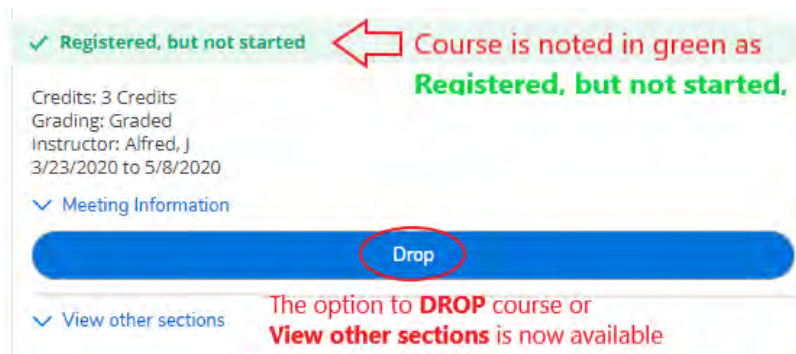 Registered, but not started
Course is noted in green as
Registered, but not started,
Credits: 3 Credits
Grading: Graded
Instructor: Alfred, J
3/23/2020 to 5/8/2020
Meeting Information
Drop
View other sections
The option to DROP course or
View other sections is now available